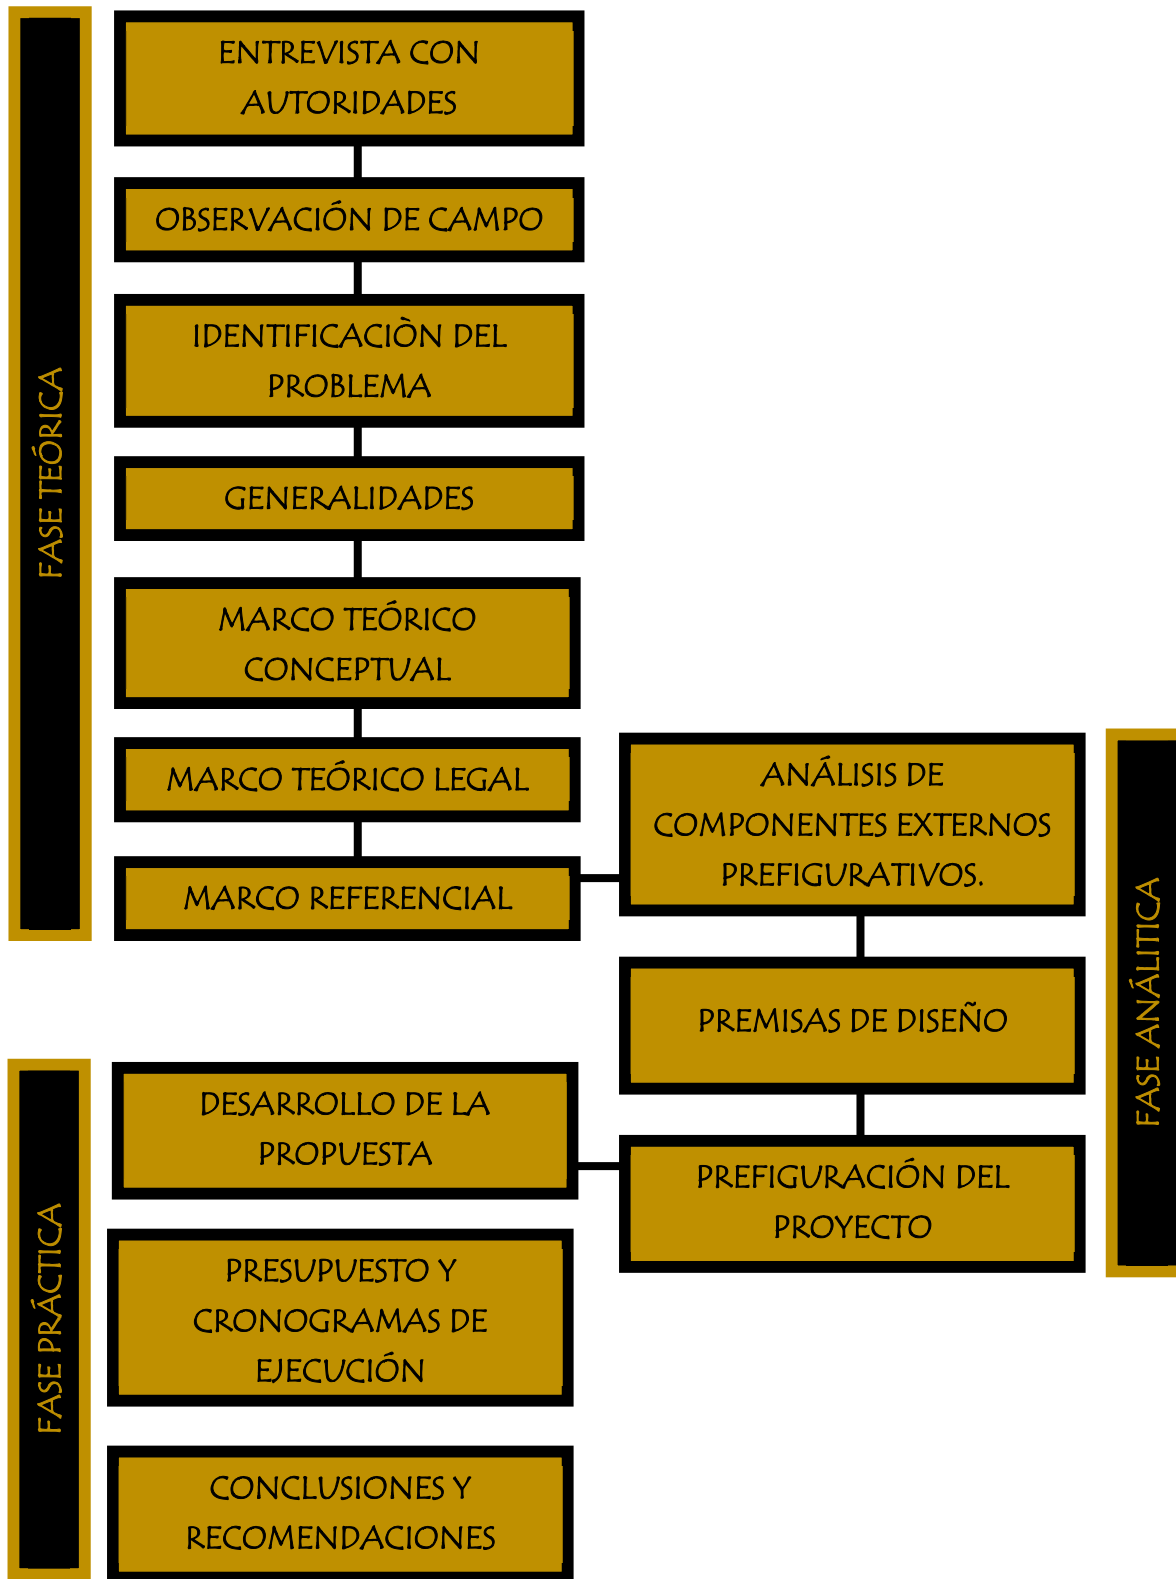 FASE TEÓRICA
ENTREVISTA CON
AUTORIDADES
OBSERVACIÓN DE CAMPO
IDENTIFICACIÒN DEL
PROBLEMA
GENERALIDADES
MARCO TEÓRICO
CONCEPTUAL
MARCO TEÓRICO LEGAL
MARCO REFERENCIAL
FASE ANÁLITICA
ANÁLISIS DE
COMPONENTES EXTERNOS
PREFIGURATIVOS.
PREMISAS DE DISEÑO
PREFIGURACIÓN DEL
PROYECTO
FASE PRÁCTICA
DESARROLLO DE LA
PROPUESTA
PRESUPUESTO Y
CRONOGRAMAS DE
EJECUCIÓN
CONCLUSIONES Y
RECOMENDACIONES